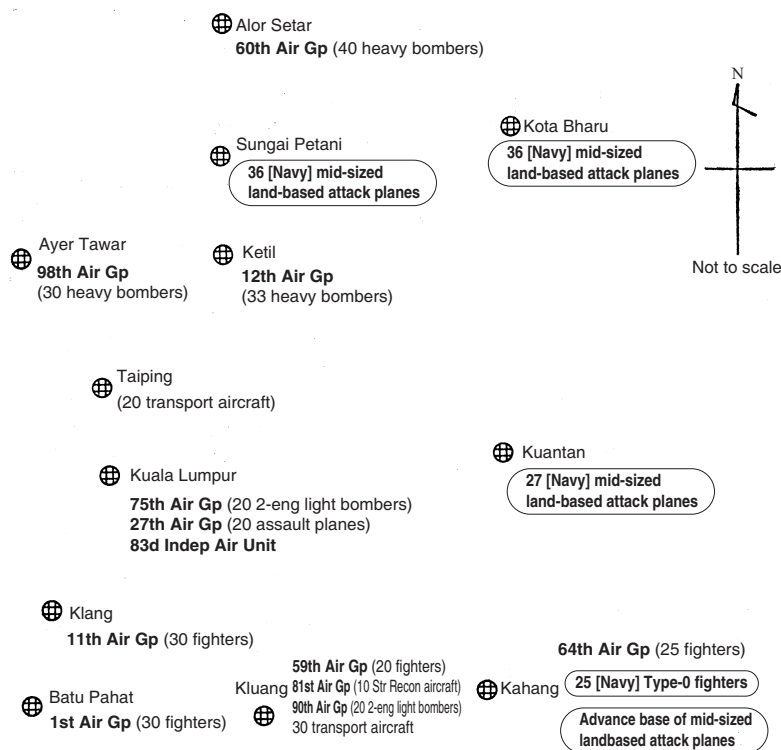 Alor Setar
60th Air Gp (40 heavy bombers)
N
Kota Bharu
36 [Navy] mid-sized
land-based attack planes
Sungai Petani
36 [Navy] mid-sized
land-based attack planes
Not to scale
Ayer Tawar
98th Air Gp
(30 heavy bombers)
Ketil
12th Air Gp
(33 heavy bombers)
Taiping
(20 transport aircraft)
Kuantan
27 [Navy] mid-sized
land-based attack planes
Kuala Lumpur
75th Air Gp (20 2-eng light bombers)
27th Air Gp (20 assault planes)
83d Indep Air Unit
Klang
11th Air Gp (30 fighters)
Batu Pahat
1st Air Gp (30 fighters)
Kluang
59th Air Gp (20 fighters)
81st Air Gp (10 Str Recon aircraft)
90th Air Gp (20 2-eng light bombers)
30 transport aircraft
Kahang
64th Air Gp (25 fighters)
25 [Navy] Type-0 fighters
Advance base of mid-sized
landbased attack planes